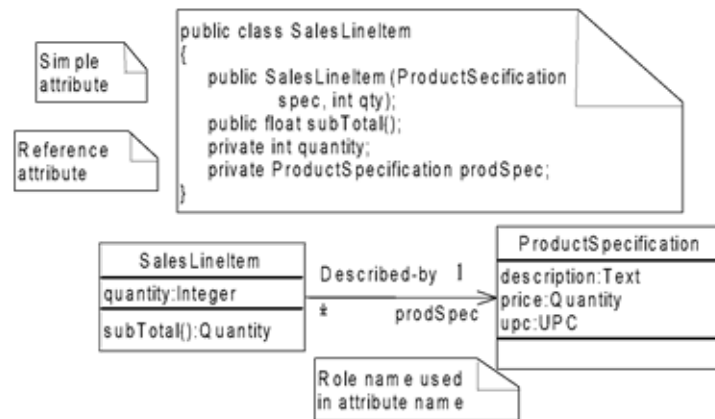 public class SalesLineItem
{
public SalesLineItem(ProductSecification
spec, int qty);
public float subTotal();
private int quantity;
private ProductSpecification prodSpec;
}
Simple
attribute
Reference
attribute
SalesLineItem
quantity:Integer
subTotal():Quantity
Described-by 1
*
prodSpec
ProductSpecification
description:Text
price:Quantity
upc:UPC
Role name used
in attribute name